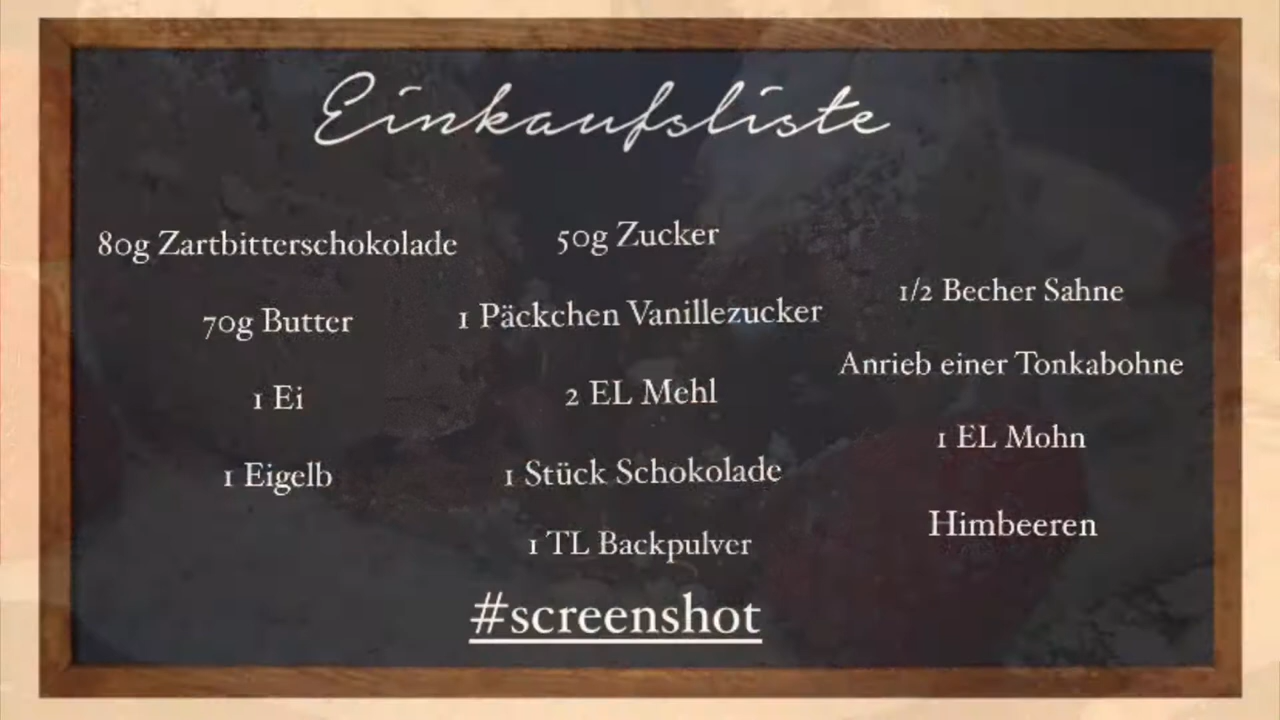 Einkaufsliste
80g Zartbitterschokolade
70g Butter
1 Ei
1 Eigelb
50g Zucker
1 Päckchen Vanillezucker
2 EL Mehl
1 Stück Schokolade
1 TL Backpulver
1/2 Becher Sahne
Anrieb einer Tonkabohne
1 EL Mohn
Himbeeren
#screenshot